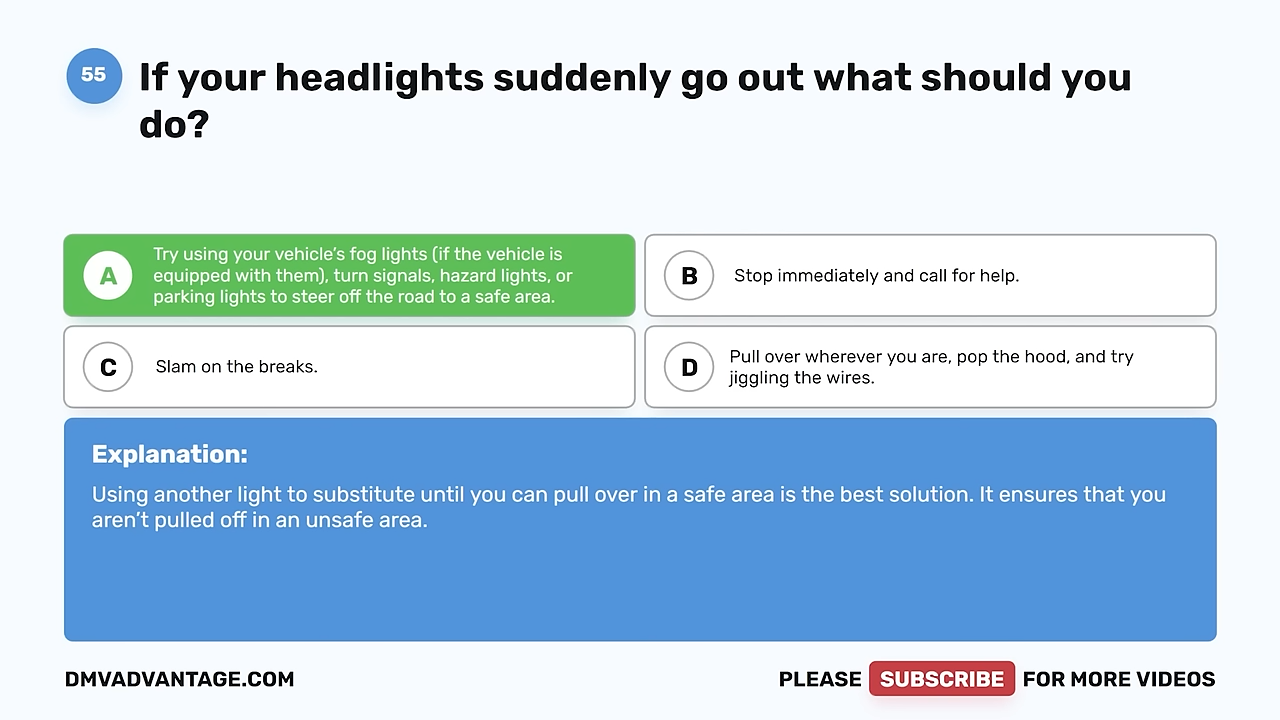 55
If your headlights suddenly go out what should you
do?
A
Try using your vehicle's fog lights (if the vehicle is
equipped with them), turn signals, hazard lights, or
parking lights to steer off the road to a safe area.
B
Stop immediately and call for help.
C
Slam on the breaks.
D
Pull over wherever you are, pop the hood, and try
jiggling the wires.
Explanation:
Using another light to substitute until you can pull over in a safe area is the best solution. It ensures that you
aren't pulled off in an unsafe area.
DMVADVANTAGE.COM
PLEASE SUBSCRIBE FOR MORE VIDEOS